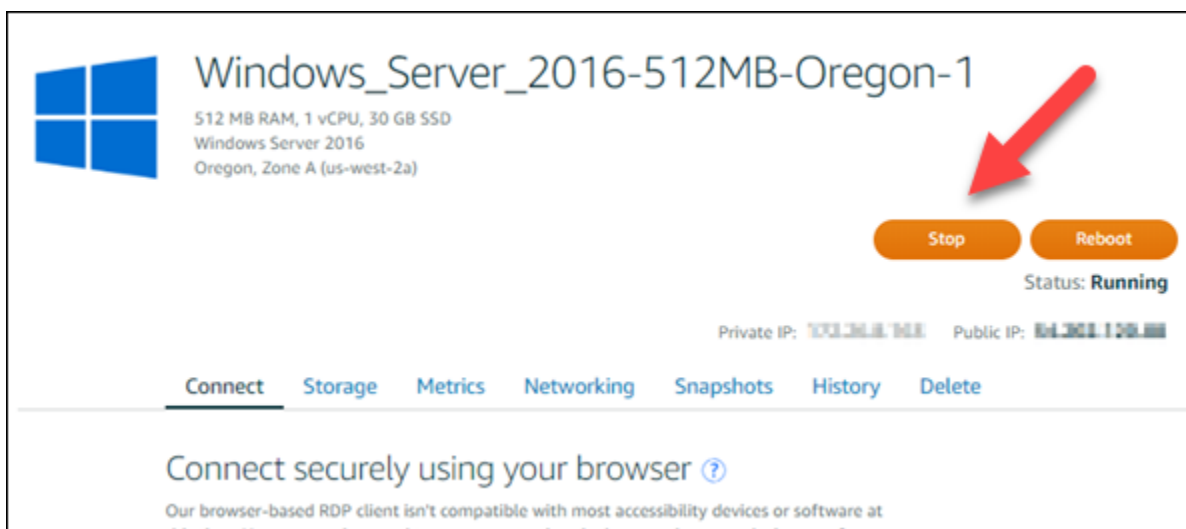 Windows_Server_2016-512MB-Oregon-1
512 MB RAM, 1 vCPU, 30 GB SSD
Windows Server 2016
Oregon, Zone A (us-west-2a)
Stop Reboot
Status: Running
Private IP: Public IP:
Connect Storage Metrics Networking Snapshots History Delete
Connect securely using your browser ?
Our browser-based RDP client isn't compatible with most accessibility devices or software at